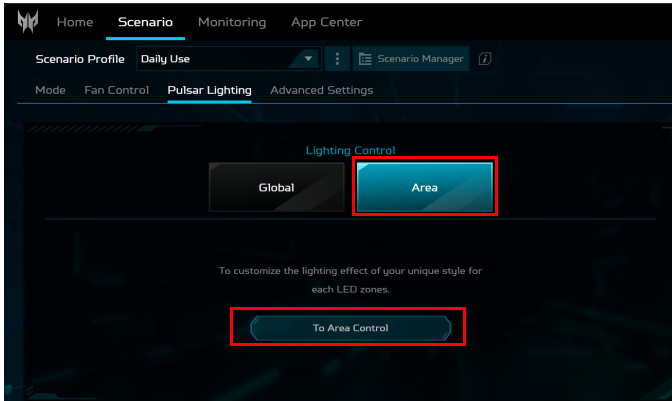 Home Scenario Monitoring App Center
Scenario Profile Daily Use Scenario Manager i
Mode Fan Control Pulsar Lighting Advanced Settings
Lighting Control
Global Area
To customize the lighting effect of your unique style for
each LED zones.
To Area Control